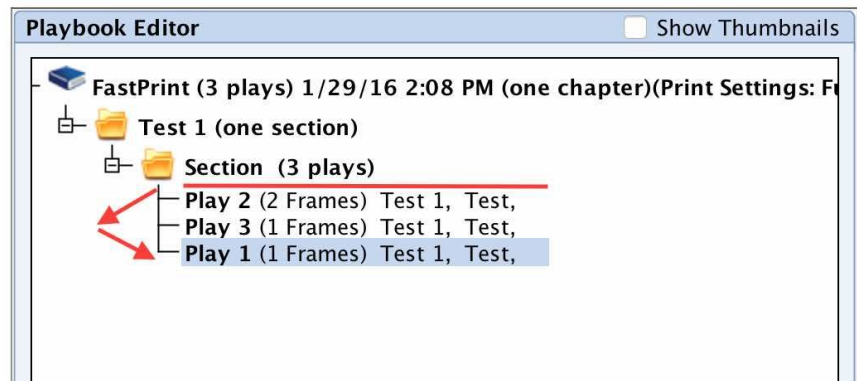 Playbook Editor Show Thumbnails
FastPrint (3 plays) 1/29/16 2:08 PM (one chapter)(Print Settings:
Test 1 (one section)
Section (3 plays)
Play 2 (2 Frames) Test 1, Test,
Play 3 (1 Frames) Test 1, Test,
Play 1 (1 Frames) Test 1, Test,